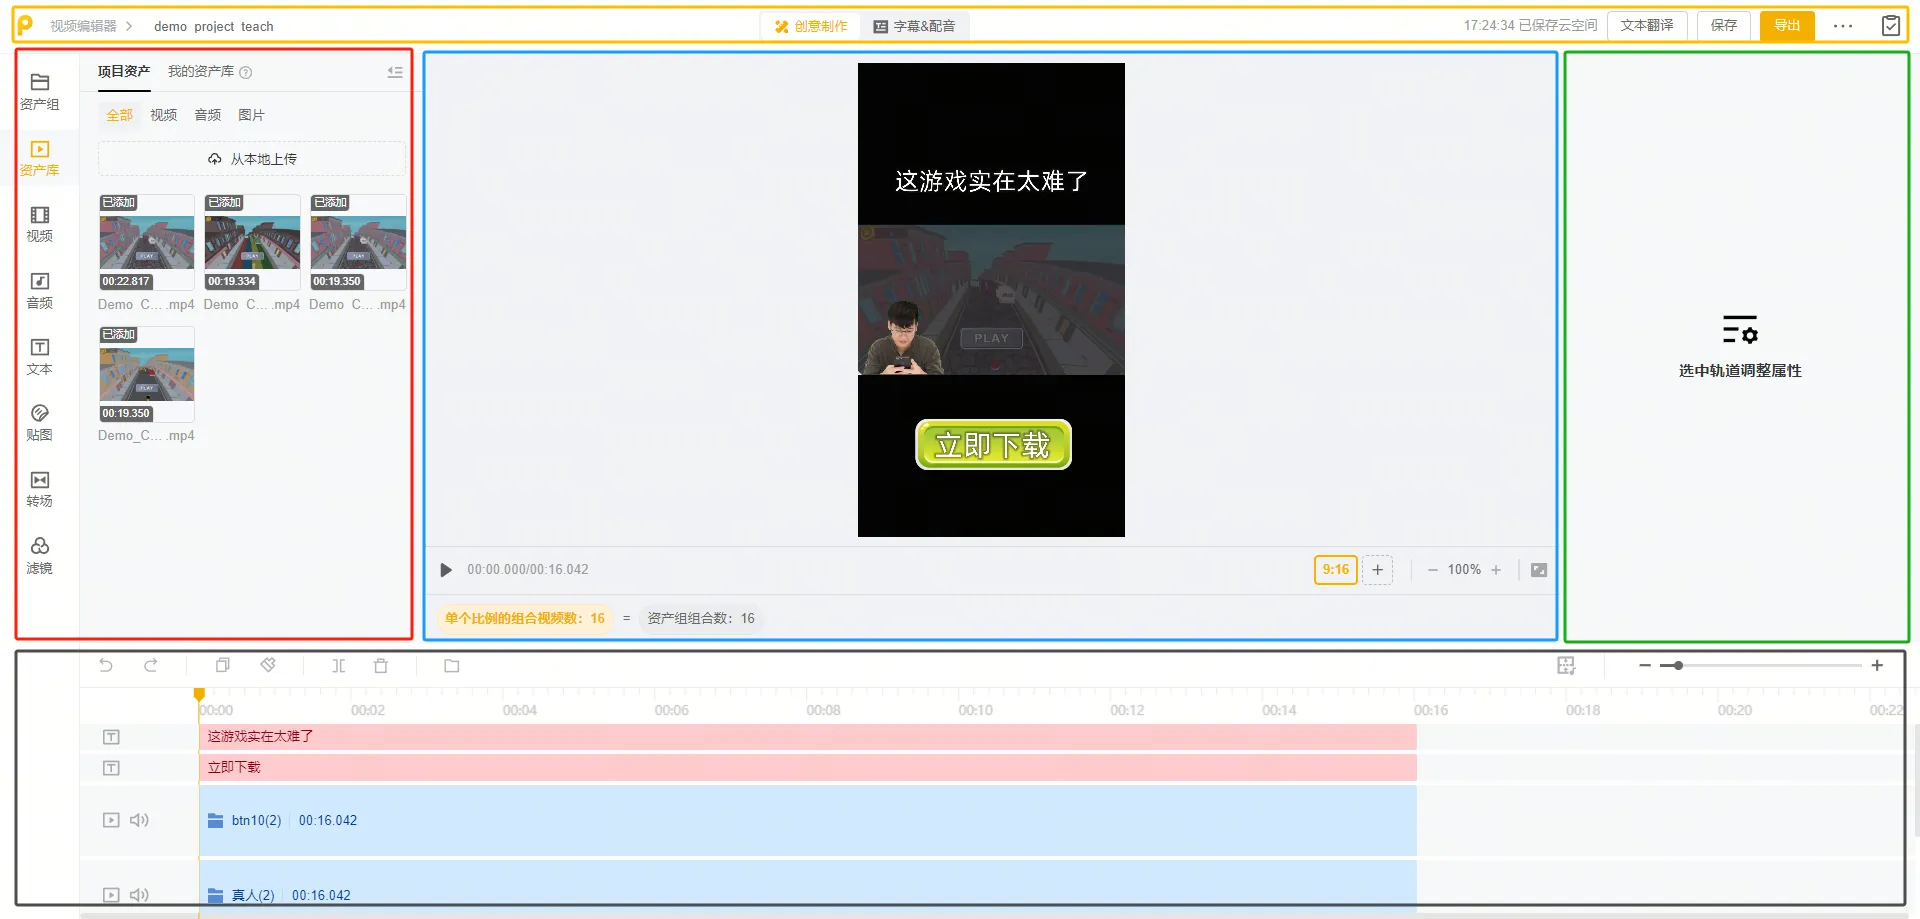 视频编辑器 > demo project teach
创意制作 字幕&配音
17:24:34 已保存云空间 文本翻译 保存 导出 ···
资产组
资产库
视频
音频
文本
贴图
转场
滤镜
项目资产 我的资产库 ?
全部 视频 音频 图片
从本地上传
已添加 已添加 已添加
PLAY PLAY PLAY
00:22.817 00:19.334 00:19.350
Demo C... .mp4 Demo C... .mp4 Demo C... .mp4
已添加
PLAY
00:19.350
Demo_C... .mp4
这游戏实在太难了
PLAY
立即下载
00:00.000/00:16.042 9:16 + − 100% +
单个比例的组合视频数：16 = 资产组组合数：16
选中轨道调整属性
00:00 00:02 00:04 00:06 00:08 00:10 00:12 00:14 00:16 00:18 00:20 00:22
这游戏实在太难了
立即下载
btn10(2) 00:16.042
真人(2) 00:16.042